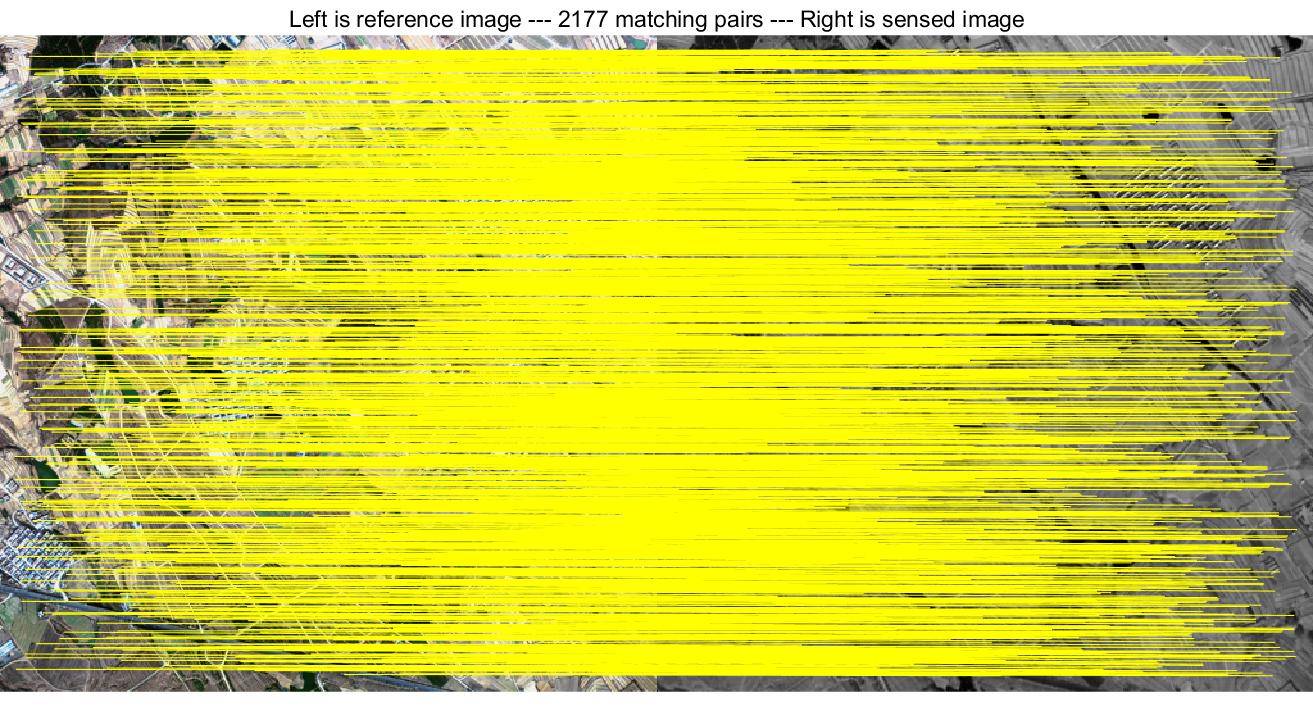 Left is reference image --- 2177 matching pairs --- Right is sensed image